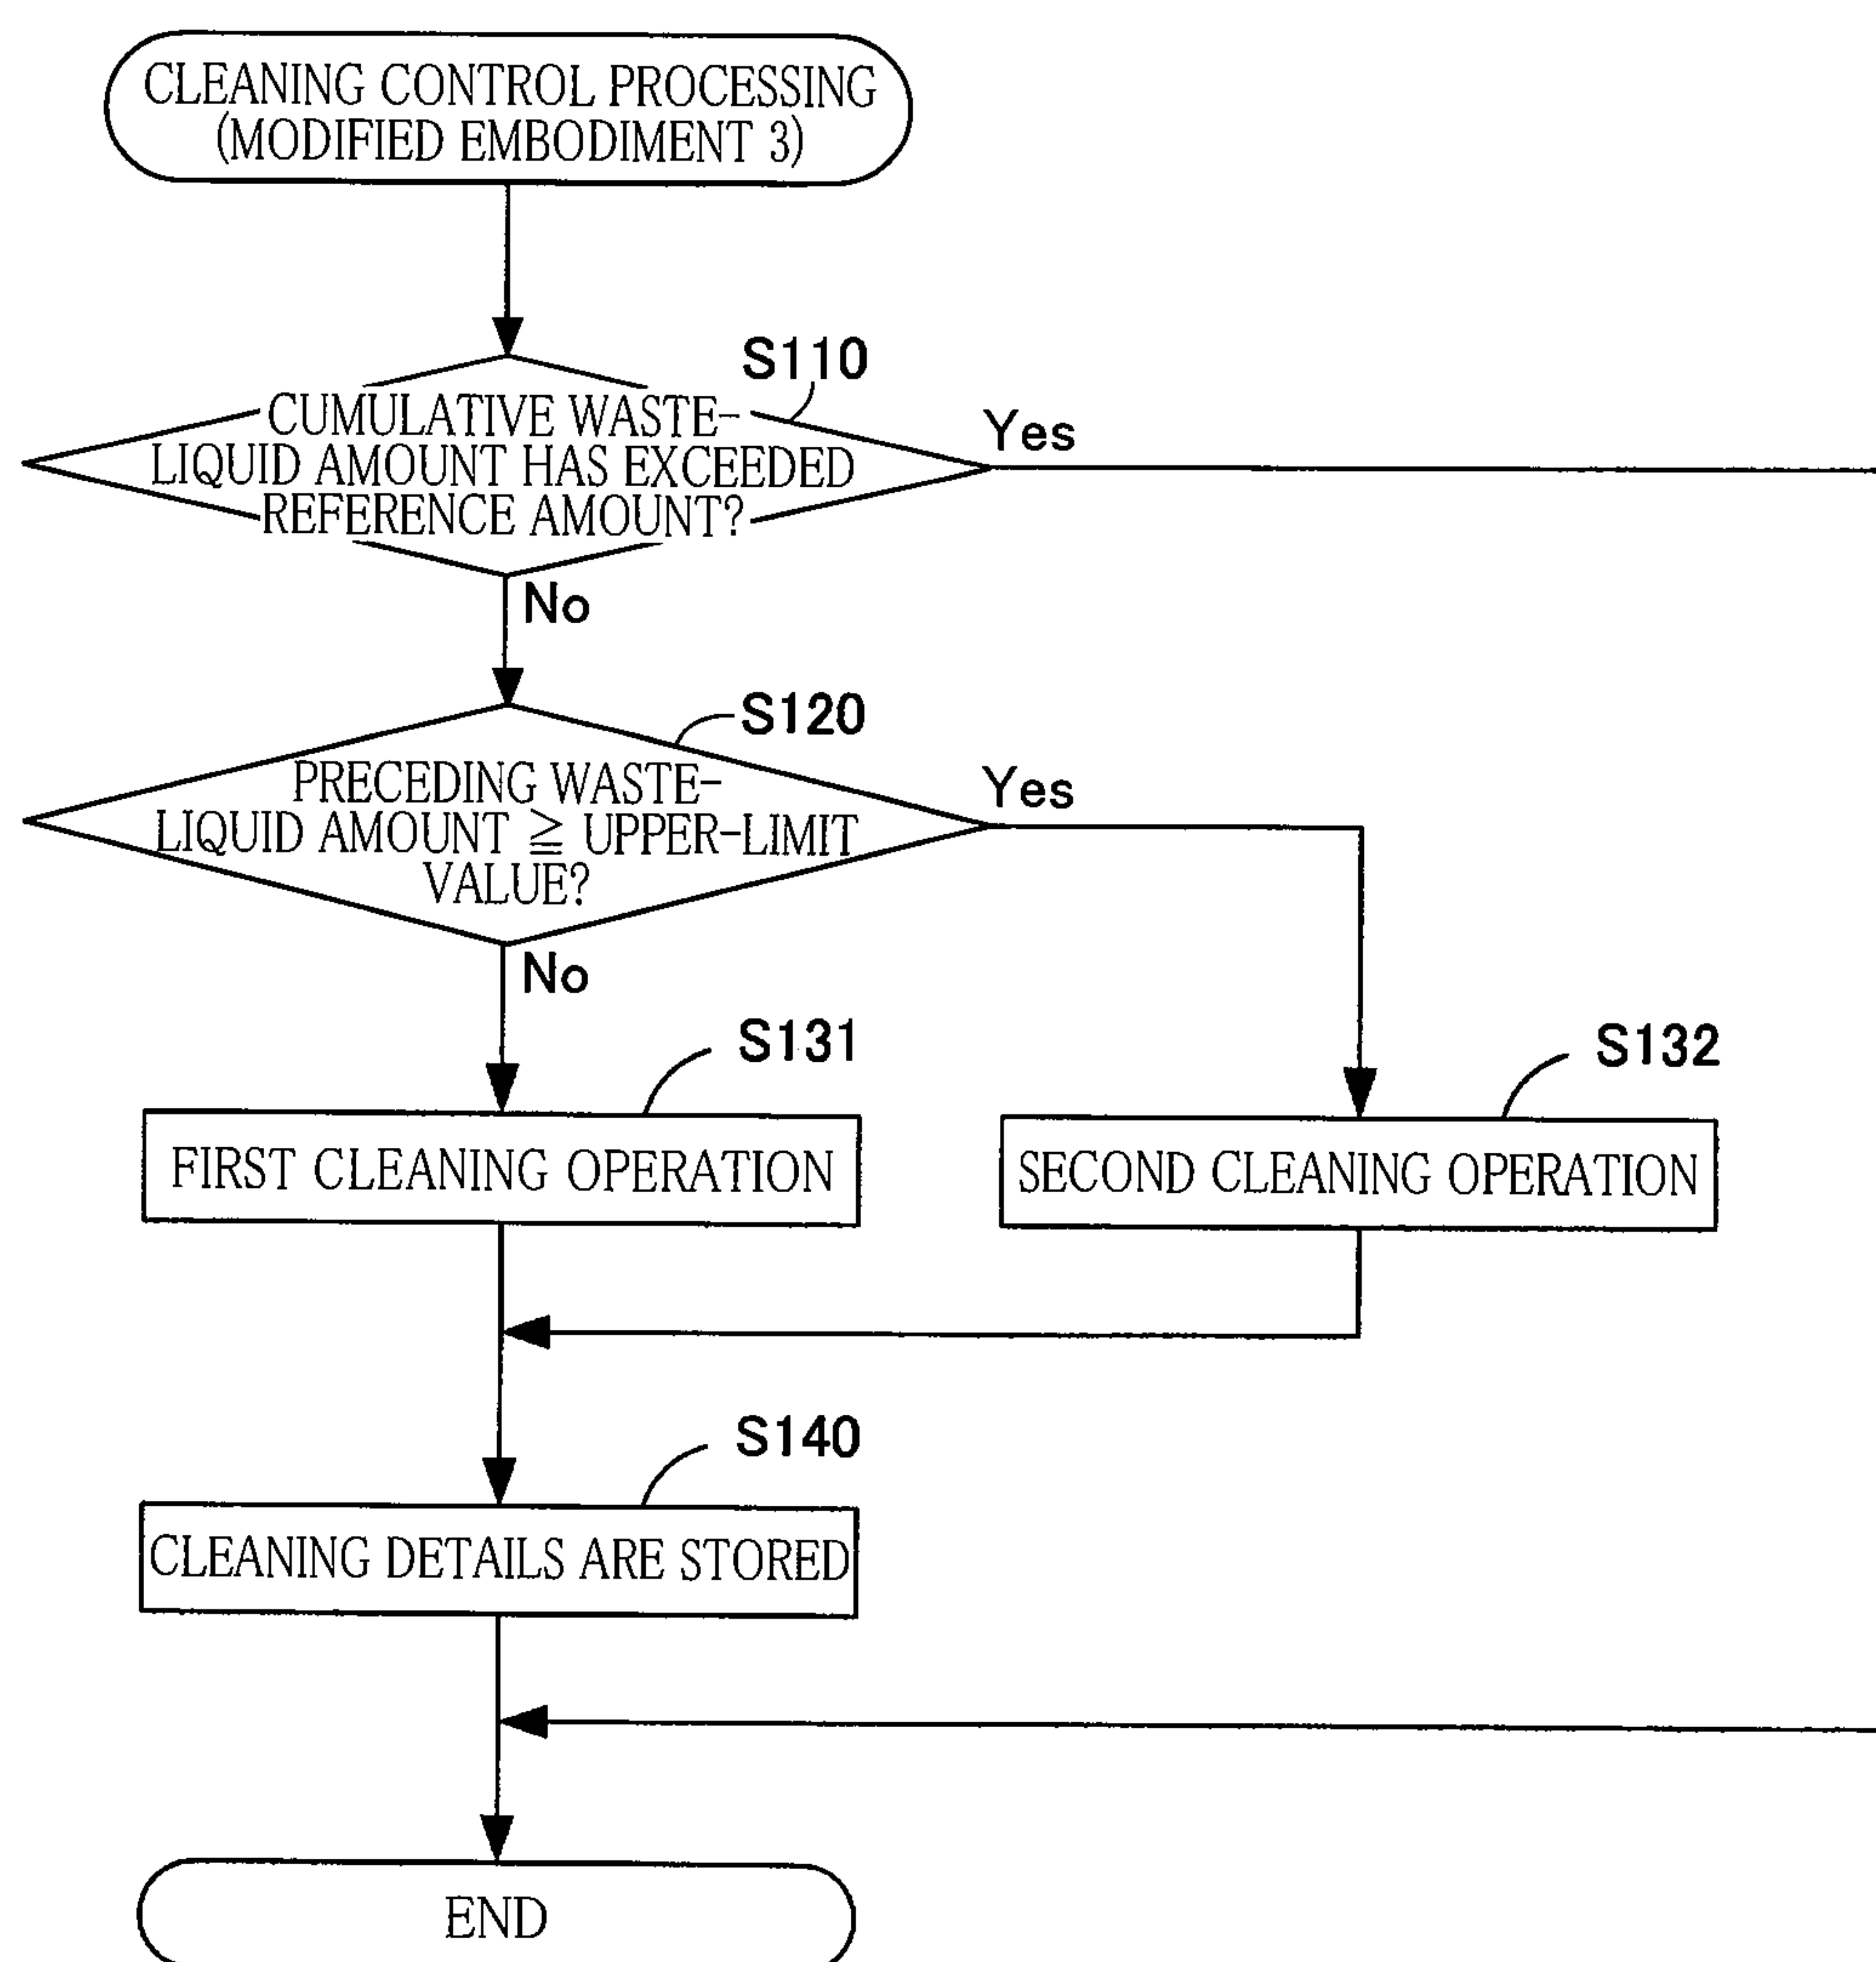 CLEANING CONTROL PROCESSING
(MODIFIED EMBODIMENT 3)
S110
CUMULATIVE WASTE-
LIQUID AMOUNT HAS EXCEEDED
REFERENCE AMOUNT?
Yes
No
S120
PRECEDING WASTE-
LIQUID AMOUNT ≧ UPPER-LIMIT
VALUE?
Yes
No
S131
FIRST CLEANING OPERATION
S132
SECOND CLEANING OPERATION
S140
CLEANING DETAILS ARE STORED
END